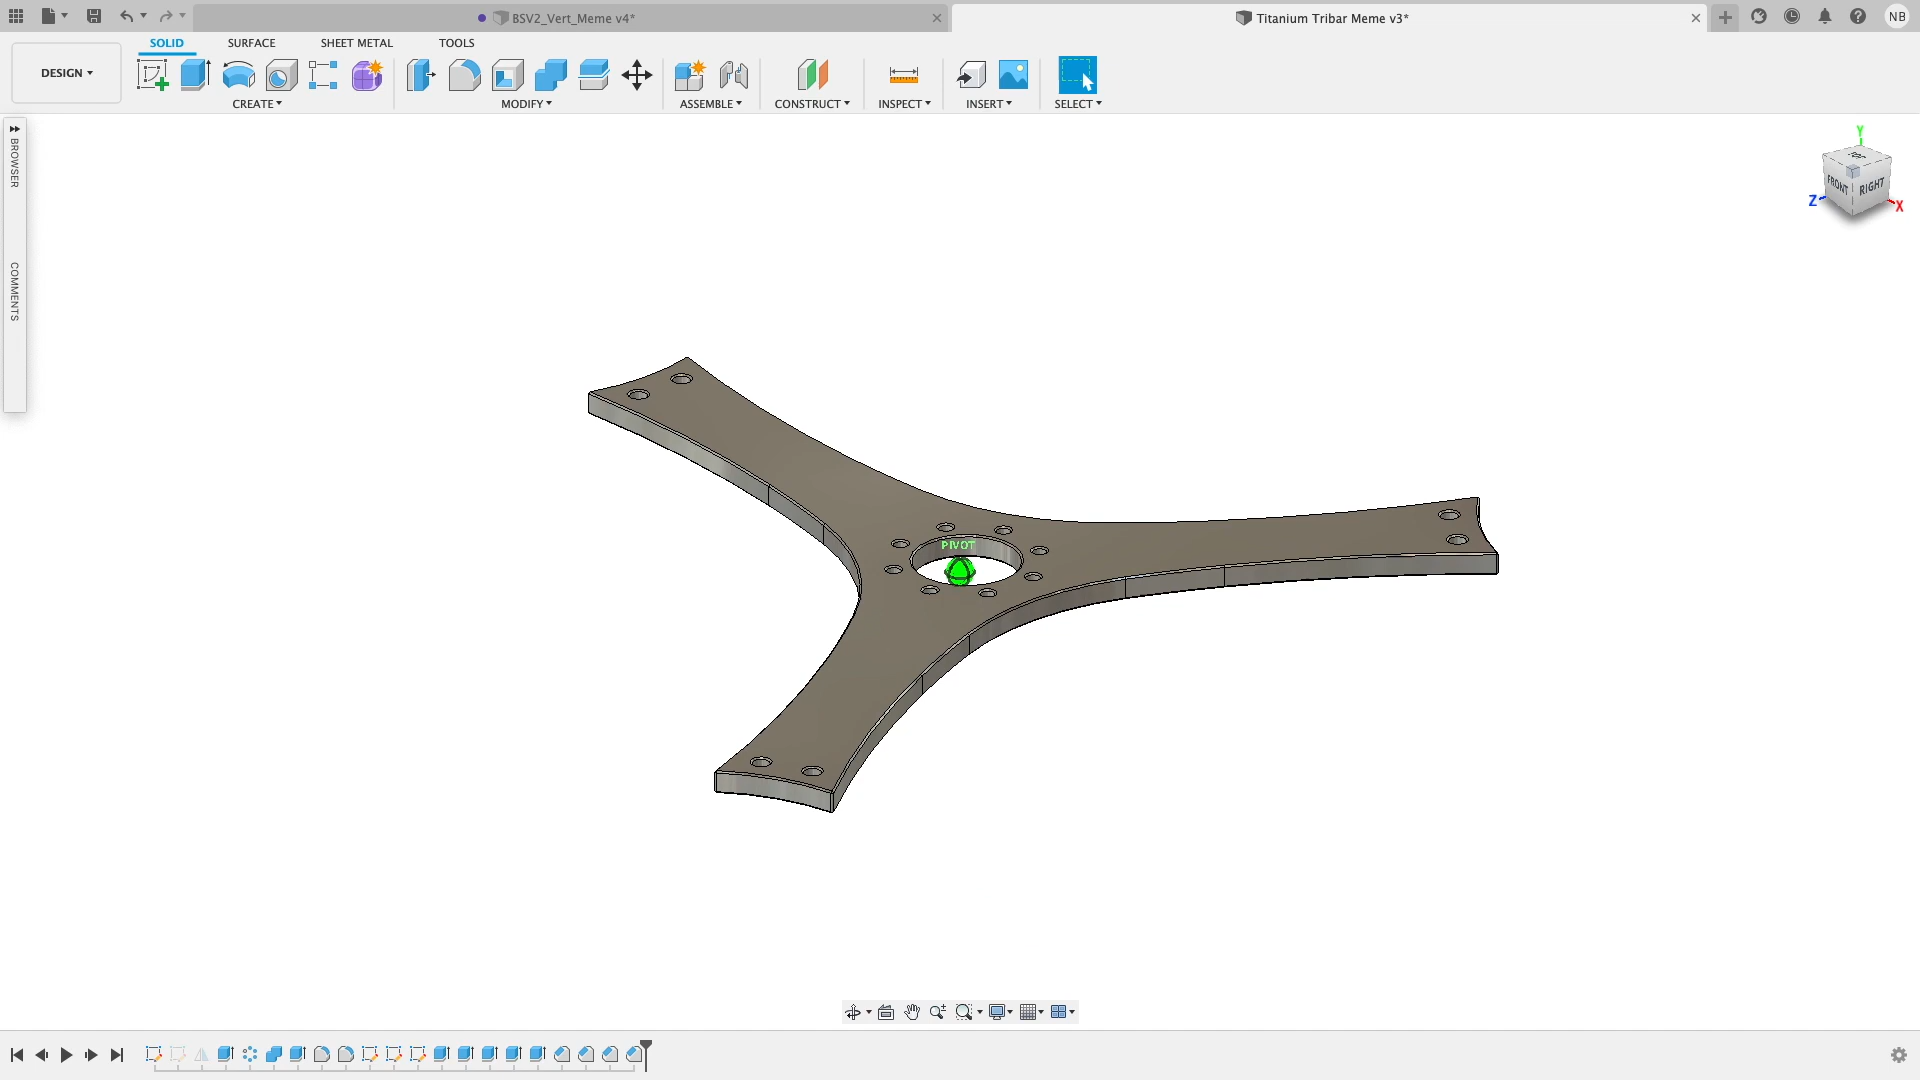 BSV2_Vert_Meme v4*
Titanium Tribar Meme v3*
NB
SOLID
SURFACE
SHEET METAL
TOOLS
DESIGN
CREATE
MODIFY
ASSEMBLE
CONSTRUCT
INSPECT
INSERT
SELECT
BROWSER
COMMENTS
Y
TOP
FRONT
RIGHT
Z
X
PIVOT